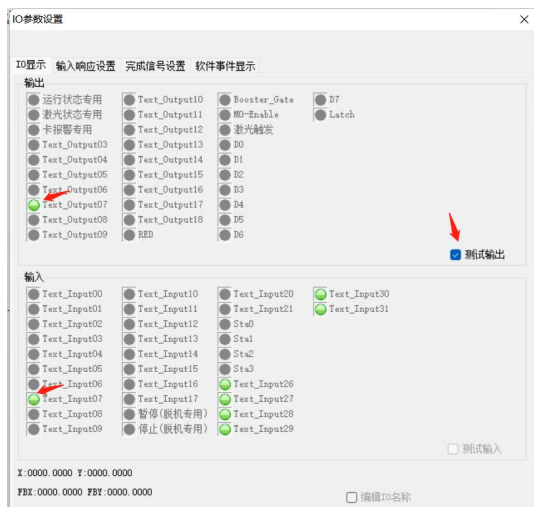 IO参数设置
IO显示 输入响应设置 完成信号设置 软件事件显示
输出
运行状态专用 Text_Output10 Booster_Gate D7
激光状态专用 Text_Output11 MO-Enable Latch
卡报警专用 Text_Output12 激光触发
Text_Output03 Text_Output13 D0
Text_Output04 Text_Output14 D1
Text_Output05 Text_Output15 D2
Text_Output06 Text_Output16 D3
Text_Output07 Text_Output17 D4
Text_Output08 Text_Output18 D5
Text_Output09 RED D6
测试输出
输入
Text_Input00 Text_Input10 Text_Input20 Text_Input30
Text_Input01 Text_Input11 Text_Input21 Text_Input31
Text_Input02 Text_Input12 Sta0
Text_Input03 Text_Input13 Sta1
Text_Input04 Text_Input14 Sta2
Text_Input05 Text_Input15 Sta3
Text_Input06 Text_Input16 Text_Input26
Text_Input07 Text_Input17 Text_Input27
Text_Input08 暂停(脱机专用) Text_Input28
Text_Input09 停止(脱机专用) Text_Input29
测试输入
X:0000.0000 Y:0000.0000
FBX:0000.0000 FBY:0000.0000
编辑IO名称